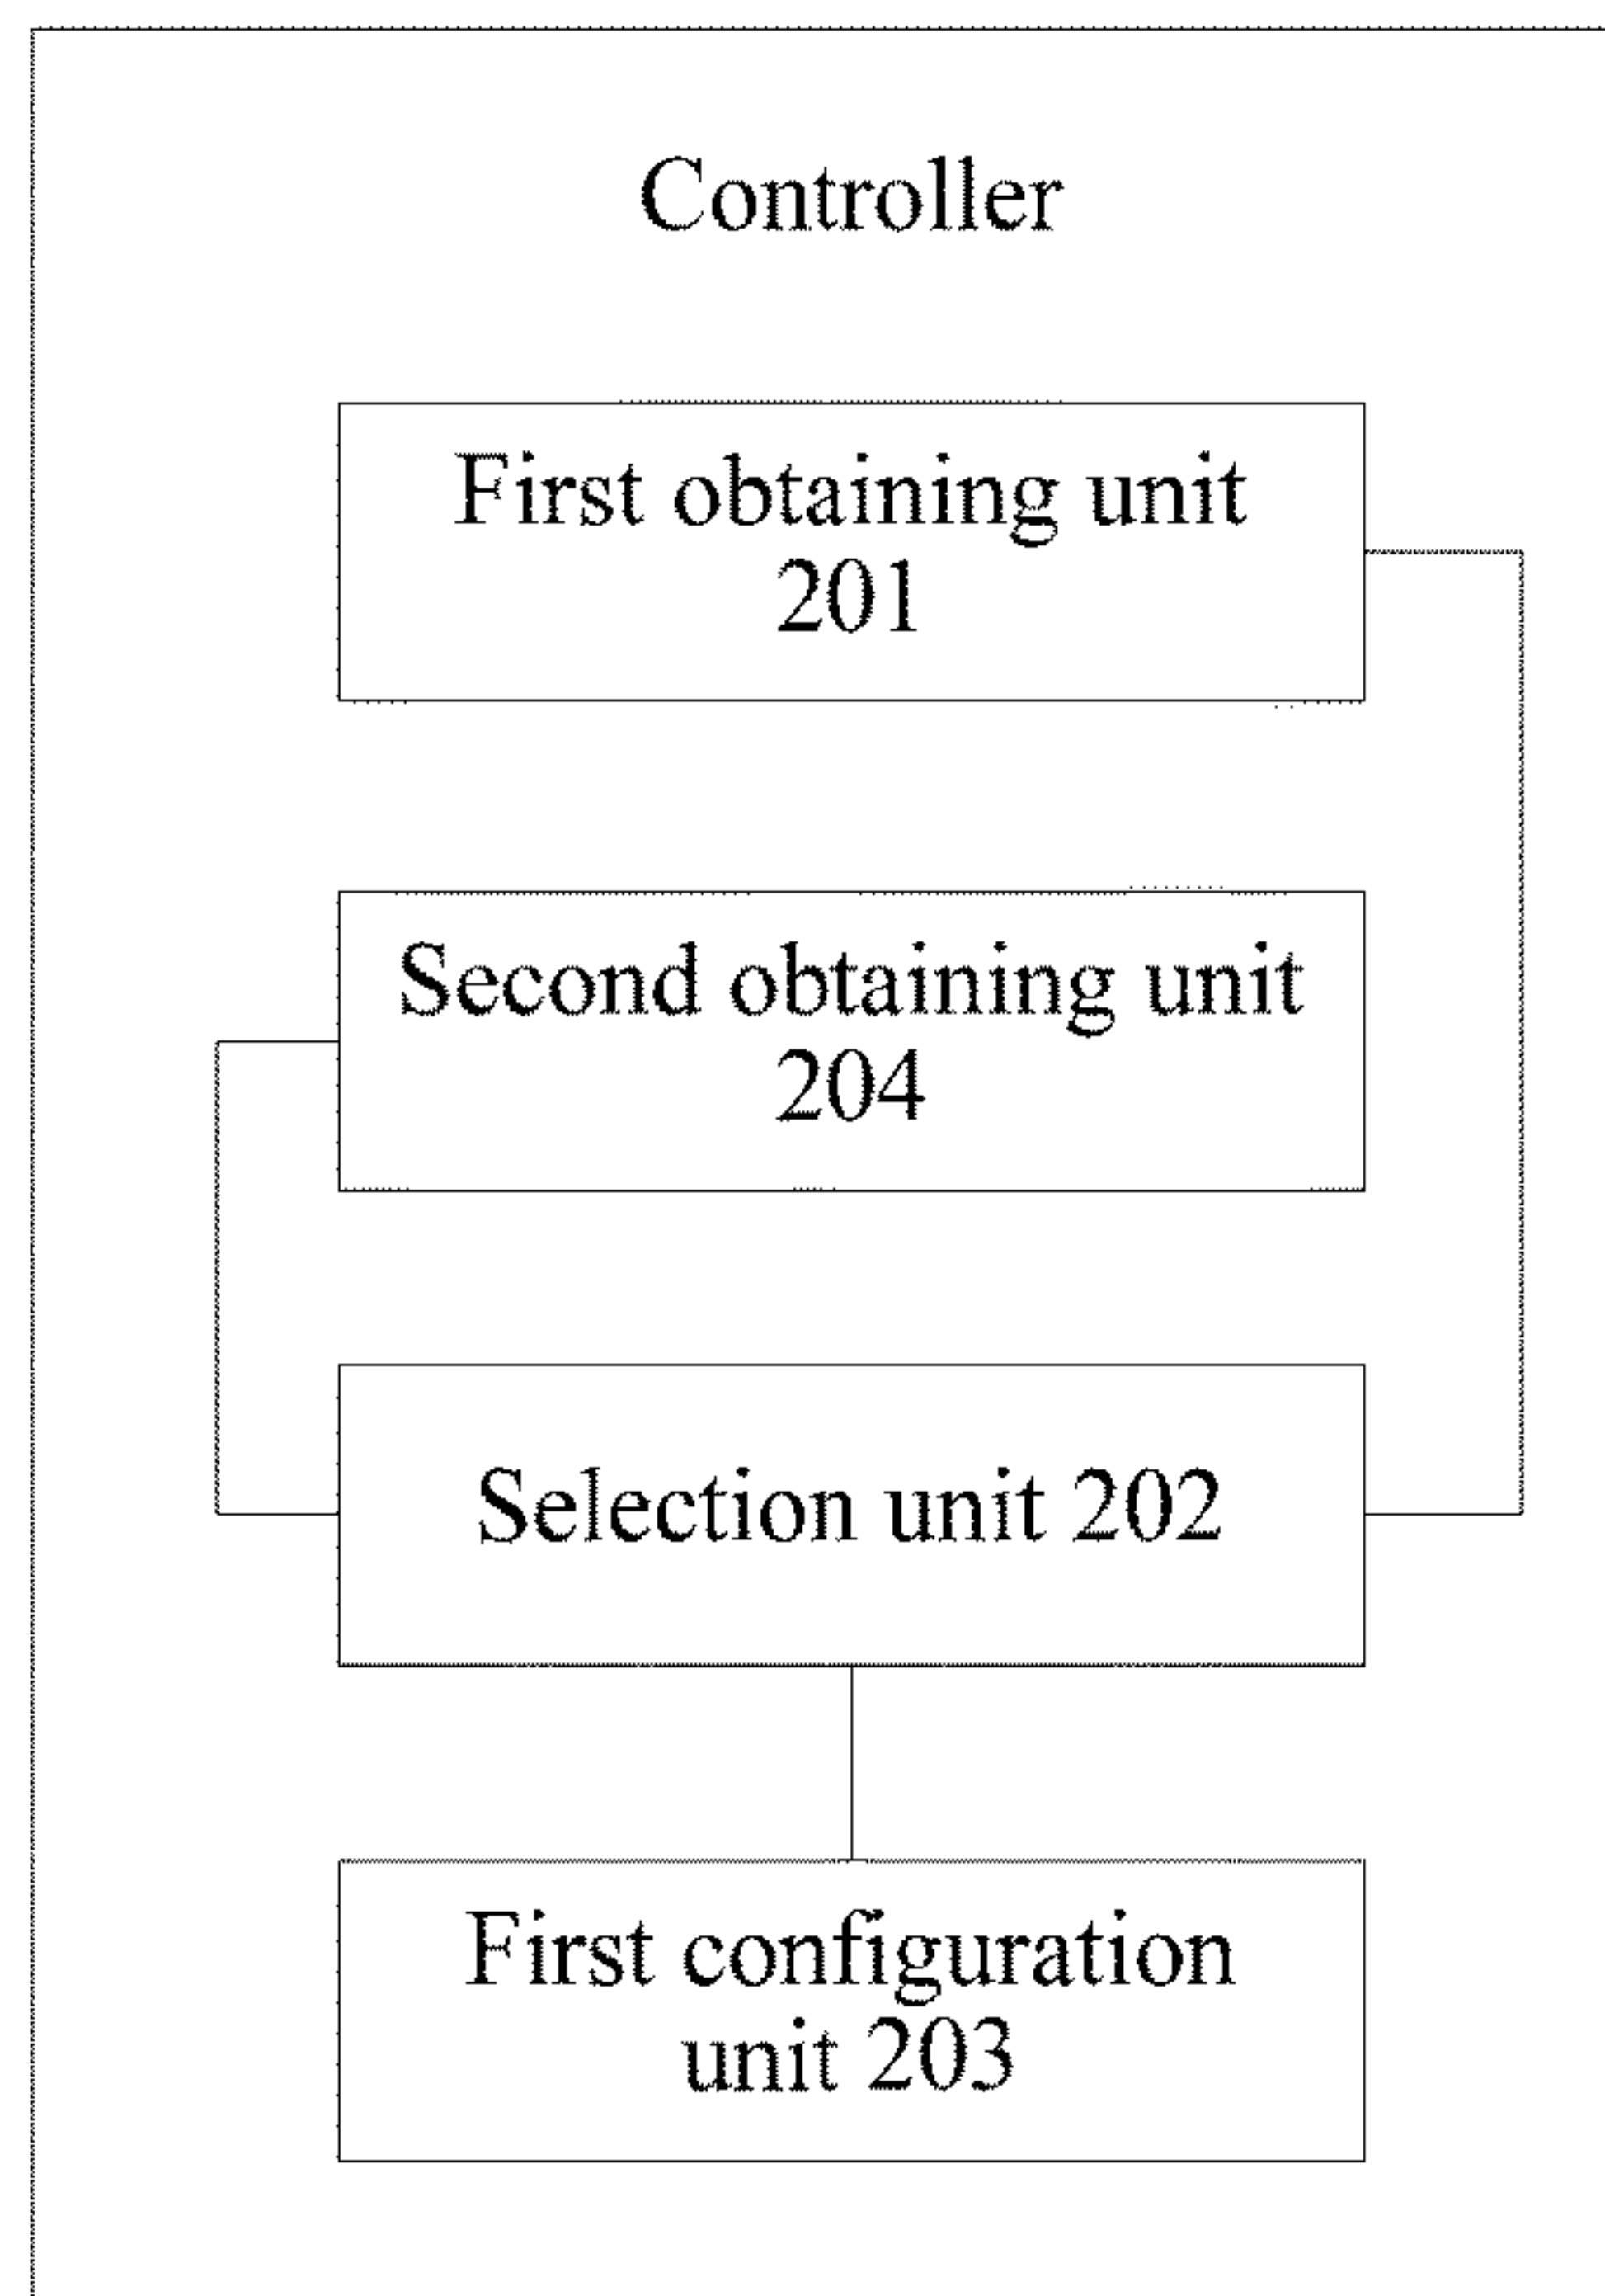 Controller
First obtaining unit
201
Second obtaining unit
204
Selection unit 202
First configuration
unit 203